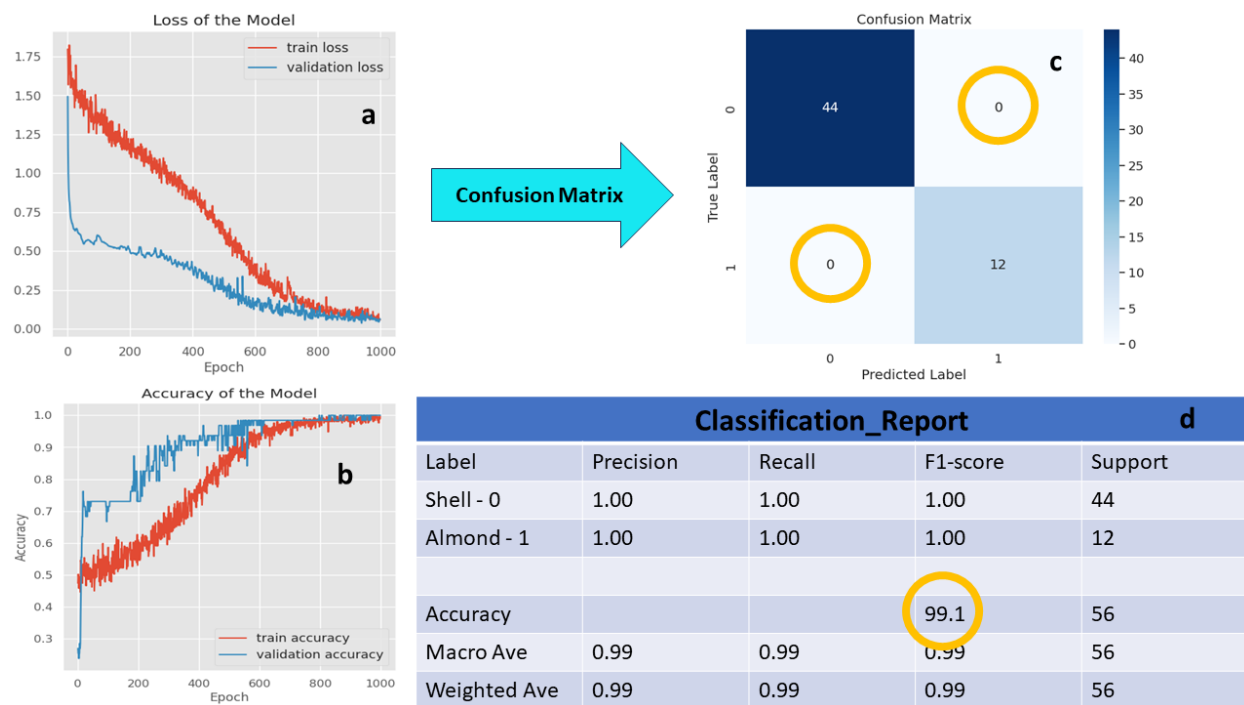 Loss of the Model
train loss
validation loss
a
1.75
1.50
1.25
1.00
0.75
0.50
0.25
0.00
0 200 400 600 800 1000
Epoch
Confusion Matrix
Confusion Matrix
c
44 0
0 12
True Label
0
1
0 1
Predicted Label
40
35
30
25
20
15
10
5
0
Accuracy of the Model
b
1.0
0.9
0.8
0.7
0.6
0.5
0.4
0.3
Accuracy
train accuracy
validation accuracy
0 200 400 600 800 1000
Epoch
Classification_Report d
Label Precision Recall F1-score Support
Shell - 0 1.00 1.00 1.00 44
Almond - 1 1.00 1.00 1.00 12
Accuracy 99.1 56
Macro Ave 0.99 0.99 0.99 56
Weighted Ave 0.99 0.99 0.99 56